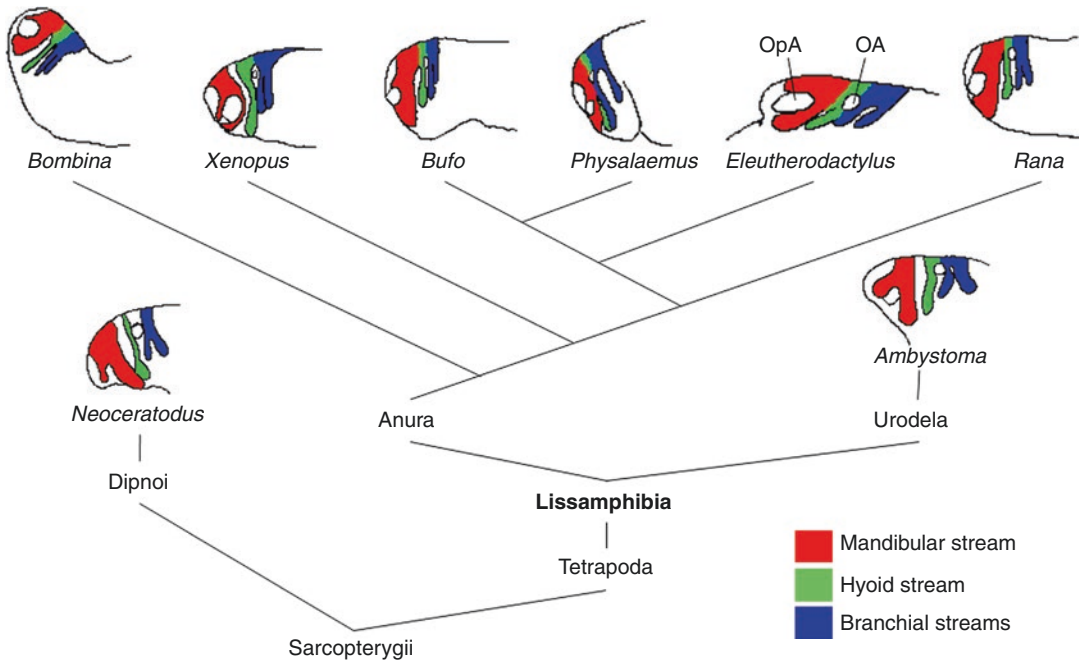 OpA
OA
Bombina
Xenopus
Bufo
Physalaemus
Eleutherodactylus
Rana
Ambystoma
Neoceratodus
Anura
Urodela
Dipnoi
Lissamphibia
Tetrapoda
Mandibular stream
Hyoid stream
Branchial streams
Sarcopterygii